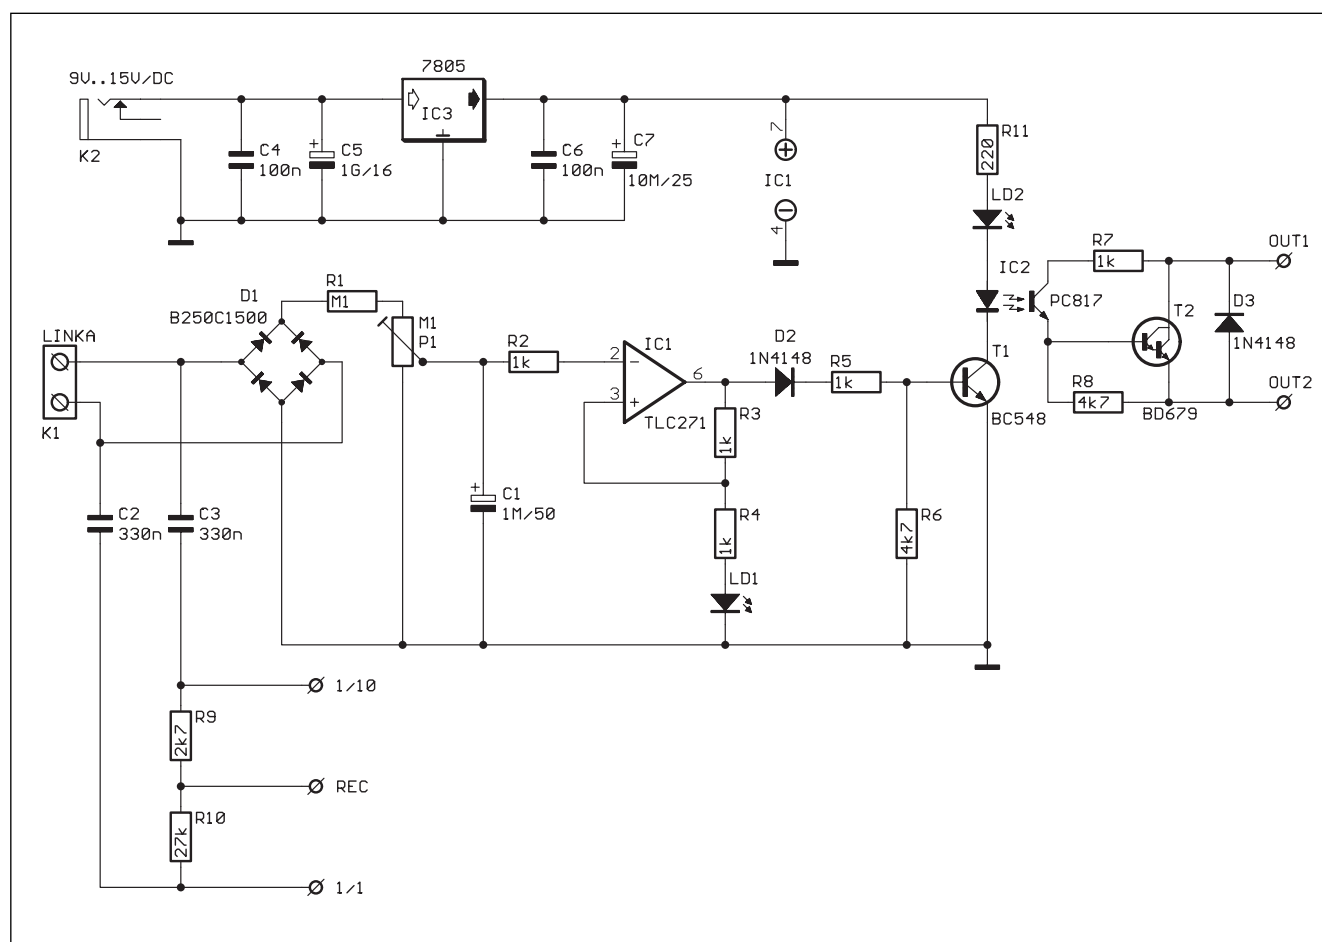 9V..15V/DC
K2
7805
IC3
C4
100n
C5
1G/16
C6
100n
C7
10M/25
7
IC1
4
R11
220
LD2
IC2
PC817
R7
1k
OUT1
T2
D3
1N4148
R8
4k7
BD679
OUT2
LINKA
K1
D1
B250C1500
R1
M1
M1
P1
R2
1k
2
3
IC1
6
TLC271
D2
1N4148
R5
1k
T1
BC548
R3
1k
R4
1k
R6
4k7
LD1
C1
1M/50
C2
330n
C3
330n
1/10
R9
2k7
REC
R10
27k
1/1